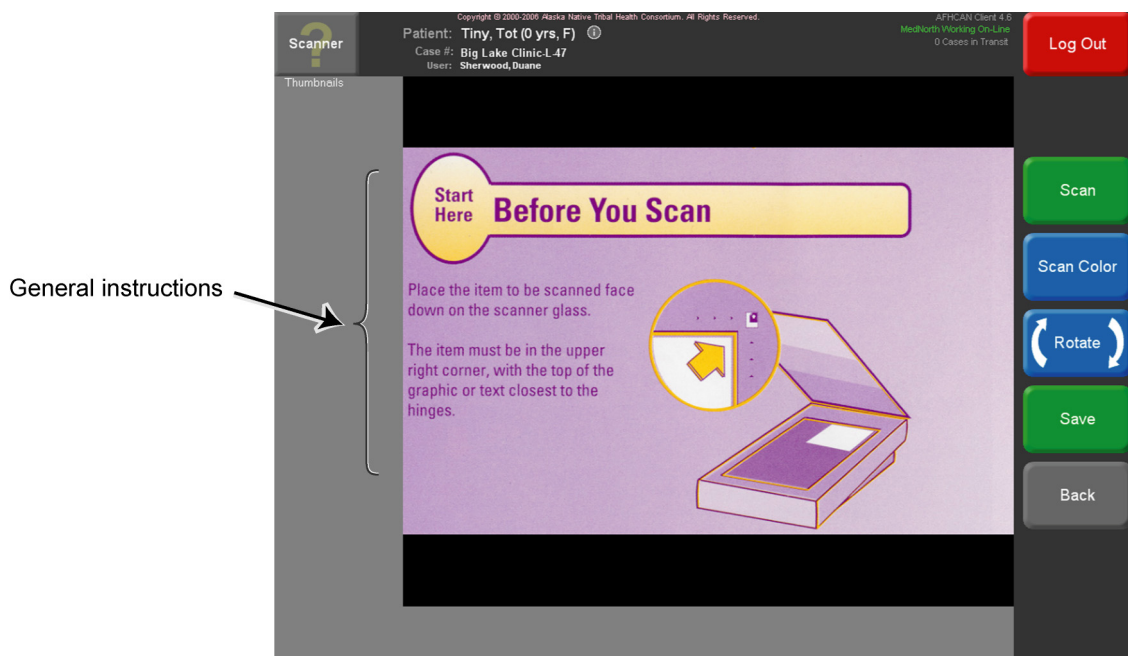 General instructions
Scanner
Copyright © 2000-2006 Alaska Native Tribal Health Consortium. All Rights Reserved.
Patient: Tiny, Tot (0 yrs, F)
Case #: Big Lake Clinic-L-47
User: Sherwood, Duane
AFHCAN Client 4.6
MedNorth Working On-Line
0 Cases in Transit
Log Out
Thumbnails
Start
Here
Before You Scan
Place the item to be scanned face
down on the scanner glass.
The item must be in the upper
right corner, with the top of the
graphic or text closest to the
hinges.
Scan
Scan Color
Rotate
Save
Back